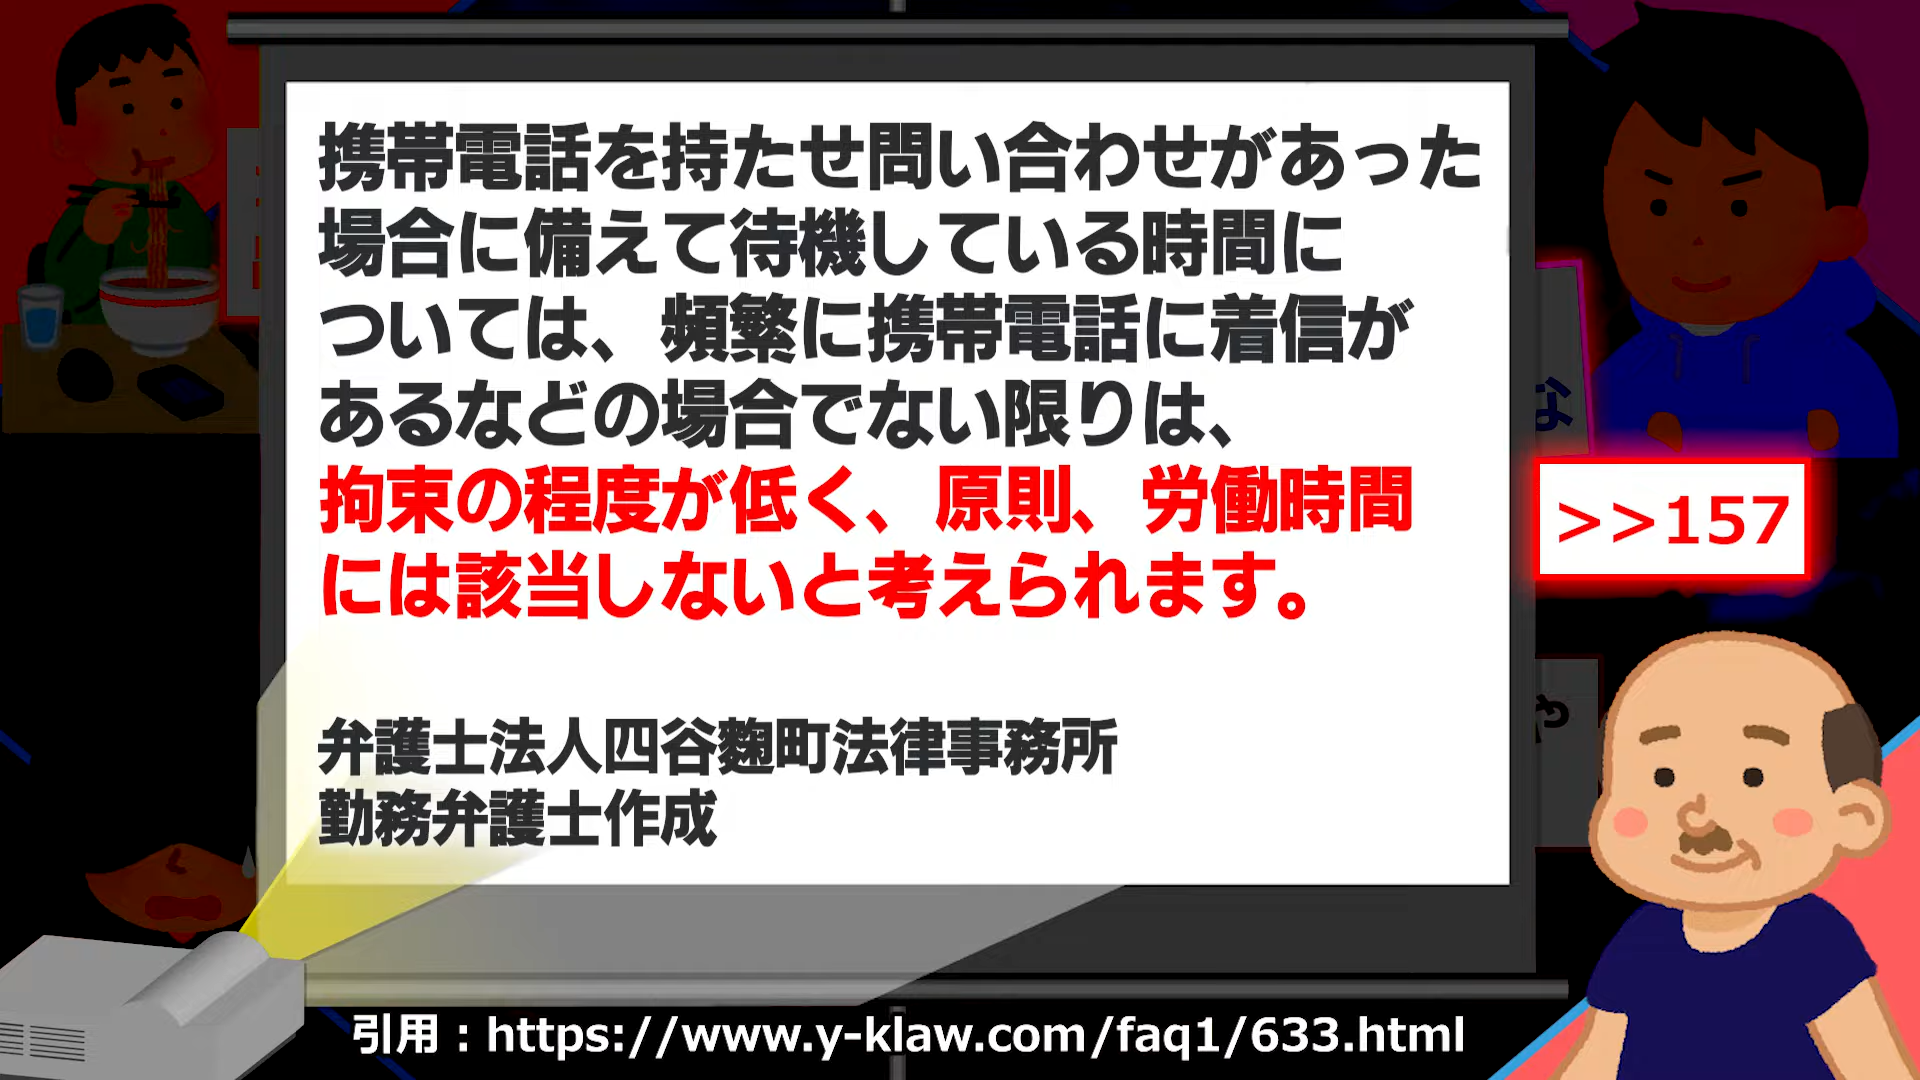 携帯電話を持たせ問い合わせがあった
場合に備えて待機している時間に
ついては、頻繁に携帯電話に着信が
あるなどの場合でない限りは、
拘束の程度が低く、原則、労働時間
には該当しないと考えられます。
弁護士法人四谷麹町法律事務所
勤務弁護士作成
な
>>157
や
引用：https://www.y-klaw.com/faq1/633.html